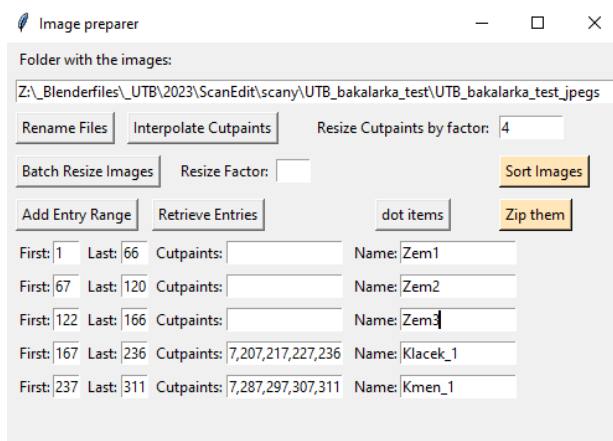 Image preparer
Folder with the images:
Z:\_Blenderfiles\_UTB\2023\ScanEdit\scany\UTB_bakalarka_test\UTB_bakalarka_test_jpegs
Rename Files Interpolate Cutpaints Resize Cutpaints by factor: 4
Batch Resize Images Resize Factor: Sort Images
Add Entry Range Retrieve Entries dot items Zip them
First: 1 Last: 66 Cutpaints: Name: Zem1
First: 67 Last: 120 Cutpaints: Name: Zem2
First: 122 Last: 166 Cutpaints: Name: Zem3
First: 167 Last: 236 Cutpaints: 7,207,217,227,236 Name: Klacek_1
First: 237 Last: 311 Cutpaints: 7,287,297,307,311 Name: Kmen_1